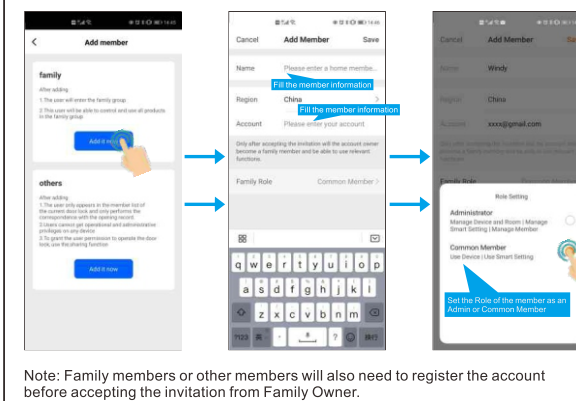 Add member
family
After adding
1.The user will enter the family group
2.This user will be able to control and use all products
in the family group
Add it now
others
After adding
1.The user only appears in the member list of
the current door lock and only performs the
correspondence with the opening record
2.Users cannot get operational and administrative
privileges on any device
3.To grant the user permission to operate the door
lock, use the sharing function
Add it now
Cancel Add Member Save
Name Please enter a home membe...
Fill the member information
Region China
Fill the member information
Account Please enter your account
Only after accepting the invitation will the account owner
become a family member and be able to use relevant
functions.
Family Role Common Member >
q w e r t y u i o p
a s d f g h j k l
z x c v b n m
?123 英 ?
Cancel Add Member
Name Windy
Region China
Account xxxx@gmail.com
Family Role
Role Setting
Administrator
Manage Device and Room | Manage
Smart Setting | Manage Member
Common Member
Use Device | Use Smart Setting
Set the Role of the member as an
Admin or Common Member
Note: Family members or other members will also need to register the account
before accepting the invitation from Family Owner.